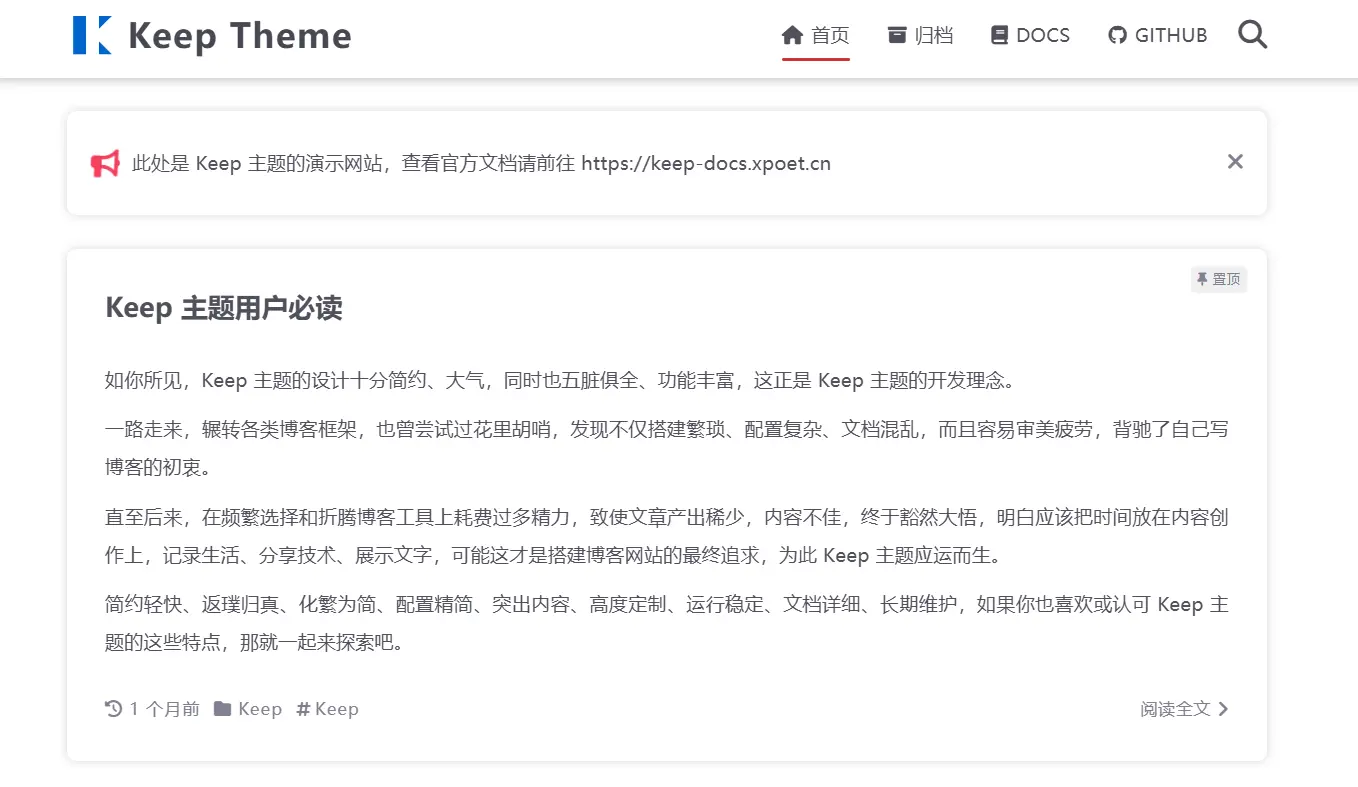 Keep Theme
首页 归档 DOCS GITHUB
此处是 Keep 主题的演示网站，查看官方文档请前往 https://keep-docs.xpoet.cn
置顶
Keep 主题用户必读
如你所见，Keep 主题的设计十分简约、大气，同时也五脏俱全、功能丰富，这正是 Keep 主题的开发理念。
一路走来，辗转各类博客框架，也曾尝试过花里胡哨，发现不仅搭建繁琐、配置复杂、文档混乱，而且容易审美疲劳，背驰了自己写
博客的初衷。
直至后来，在频繁选择和折腾博客工具上耗费过多精力，致使文章产出稀少，内容不佳，终于豁然大悟，明白应该把时间放在内容创
作上，记录生活、分享技术、展示文字，可能这才是搭建博客网站的最终追求，为此 Keep 主题应运而生。
简约轻快、返璞归真、化繁为简、配置精简、突出内容、高度定制、运行稳定、文档详细、长期维护，如果你也喜欢或认可 Keep 主
题的这些特点，那就一起来探索吧。
1 个月前 Keep # Keep
阅读全文